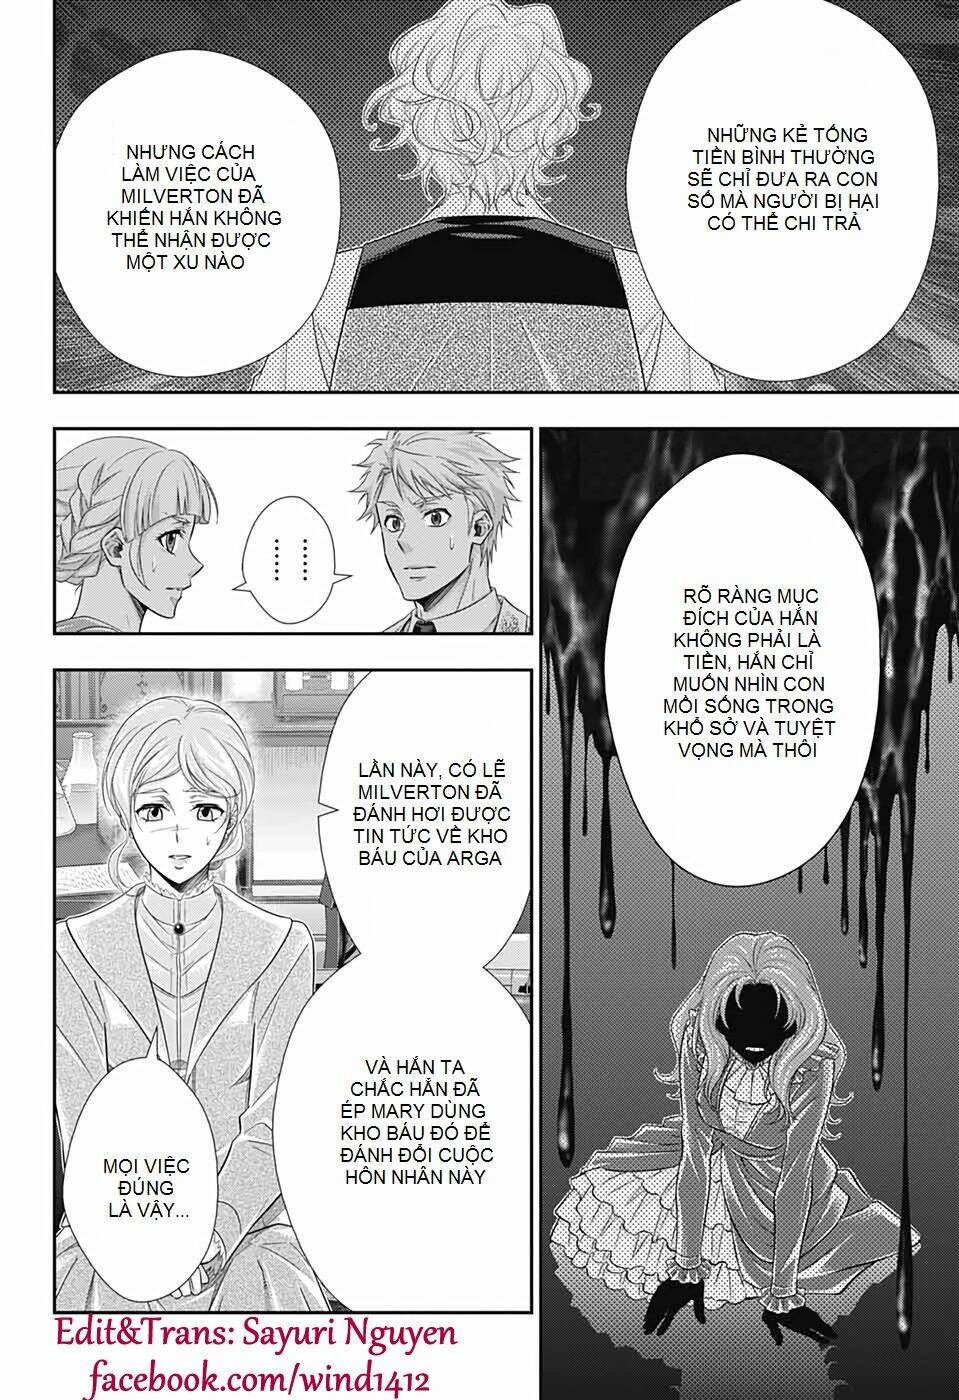 NHỮNG KẺ TỐNG
TIỀN BÌNH THƯỜNG
SẼ CHỈ ĐƯA RA CON
SỐ MÀ NGƯỜI BỊ HẠI
CÓ THỂ CHI TRẢ
NHƯNG CÁCH
LÀM VIỆC CỦA
MILVERTON ĐÃ
KHIẾN HẮN KHÔNG
THỂ NHẬN ĐƯỢC
MỘT XU NÀO
RÕ RÀNG MỤC
ĐÍCH CỦA HẮN
KHÔNG PHẢI LÀ
TIỀN, HẮN CHỈ
MUỐN NHÌN CON
MỒI SỐNG TRONG
KHỔ SỞ VÀ TUYỆT
VỌNG MÀ THÔI
......
LẦN NÀY, CÓ LẼ
MILVERTON ĐÃ
ĐÁNH HƠI ĐƯỢC
TIN TỨC VỀ KHO
BÁU CỦA ARGA
VÀ HẮN TA
CHẮC HẲN ĐÃ
ÉP MARY DÙNG
KHO BÁU ĐÓ ĐỂ
ĐÁNH ĐỔI CUỘC
HÔN NHÂN NÀY
MỌI VIỆC
ĐÚNG
LÀ VẬY...
Edit&Trans: Sayuri Nguyen
facebook.com/wind1412